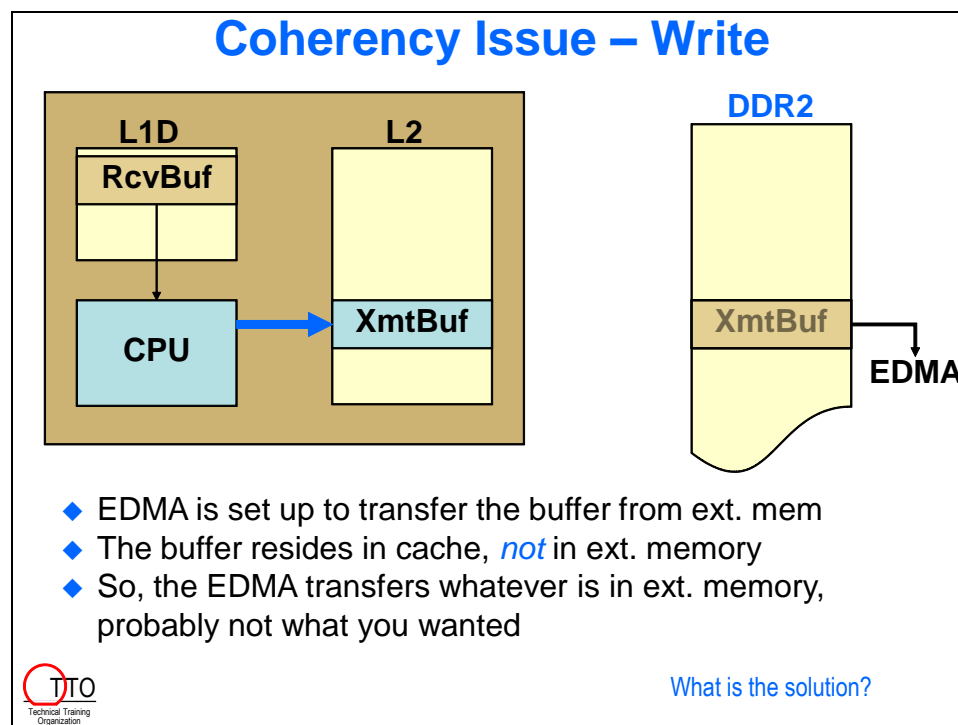 Coherency Issue – Write
L1D
L2
DDR2
RcvBuf
CPU
XmtBuf
XmtBuf
EDMA
EDMA is set up to transfer the buffer from ext. mem
The buffer resides in cache, not in ext. memory
So, the EDMA transfers whatever is in ext. memory,
probably not what you wanted
TTO
Technical Training
Organization
What is the solution?